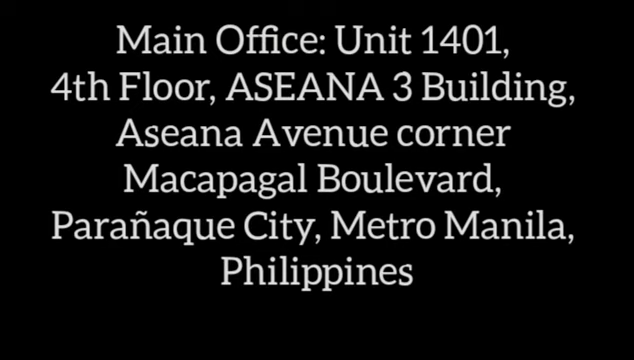 Main Office: Unit 1401,
4th Floor, ASEANA 3 Building,
Aseana Avenue corner
Macapagal Boulevard,
Parañaque City, Metro Manila,
Philippines